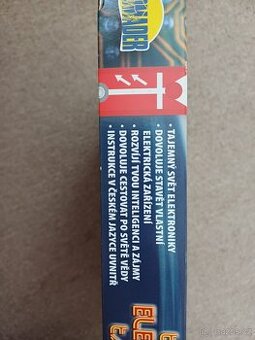 • TAJEMNÝ SVĚT ELEKTRONIKY
• DOVOLUJE STAVĚT VLASTNÍ
ELEKTRICKÁ ZAŘÍZENÍ
• ROZVÍJÍ TVOU INTELIGENCI A ZÁJMY
• DOVOLUJE CESTOVAT PO SVĚTĚ VĚDY
• INSTRUKCE V ČESKÉM JAZYCE UVNITŘ